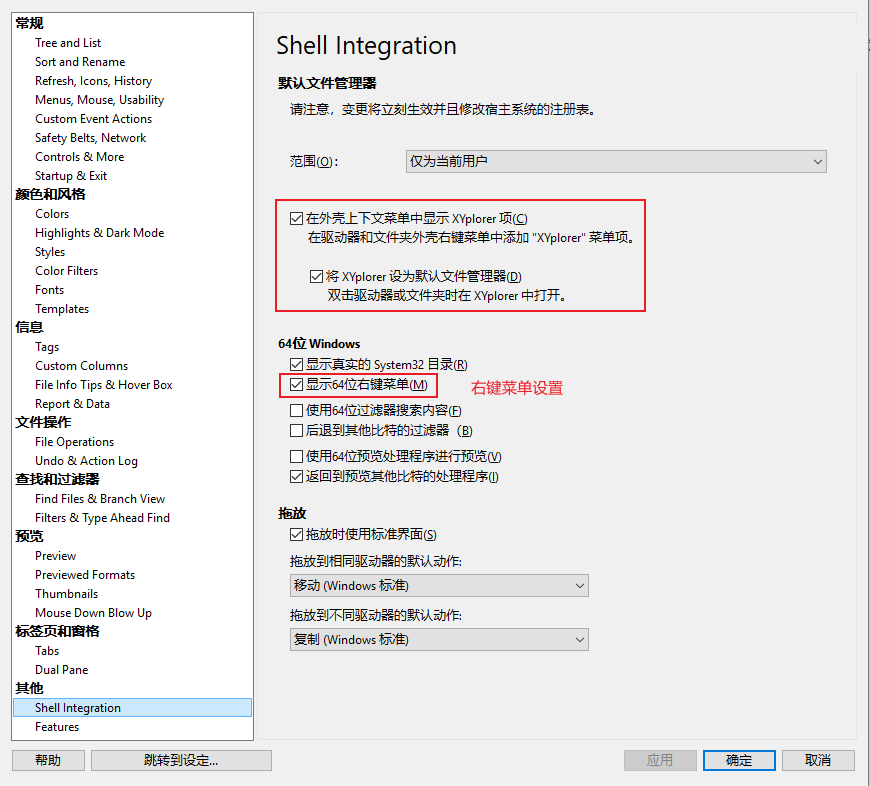 常规
Tree and List
Sort and Rename
Refresh, Icons, History
Menus, Mouse, Usability
Custom Event Actions
Safety Belts, Network
Controls & More
Startup & Exit
颜色和风格
Colors
Highlights & Dark Mode
Styles
Color Filters
Fonts
Templates
信息
Tags
Custom Columns
File Info Tips & Hover Box
Report & Data
文件操作
File Operations
Undo & Action Log
查找和过滤器
Find Files & Branch View
Filters & Type Ahead Find
预览
Preview
Previewed Formats
Thumbnails
Mouse Down Blow Up
标签页和窗格
Tabs
Dual Pane
其他
Shell Integration
Features
Shell Integration
默认文件管理器
请注意，变更将立刻生效并且修改宿主系统的注册表。
范围(O)： 仅为当前用户
在外壳上下文菜单中显示 XYplorer 项(C)
在驱动器和文件夹外壳右键菜单中添加 "XYplorer" 菜单项。
将 XYplorer 设为默认文件管理器(D)
双击驱动器或文件夹时在 XYplorer 中打开。
64位 Windows
显示真实的 System32 目录(R)
显示64位右键菜单(M) 右键菜单设置
使用64位过滤器搜索内容(F)
后退到其他比特的过滤器（B)
使用64位预览处理程序进行预览(V)
返回到预览其他比特的处理程序(I)
拖放
拖放时使用标准界面(S)
拖放到相同驱动器的默认动作:
移动 (Windows 标准)
拖放到不同驱动器的默认动作:
复制 (Windows 标准)
帮助 跳转到设定... 应用 确定 取消